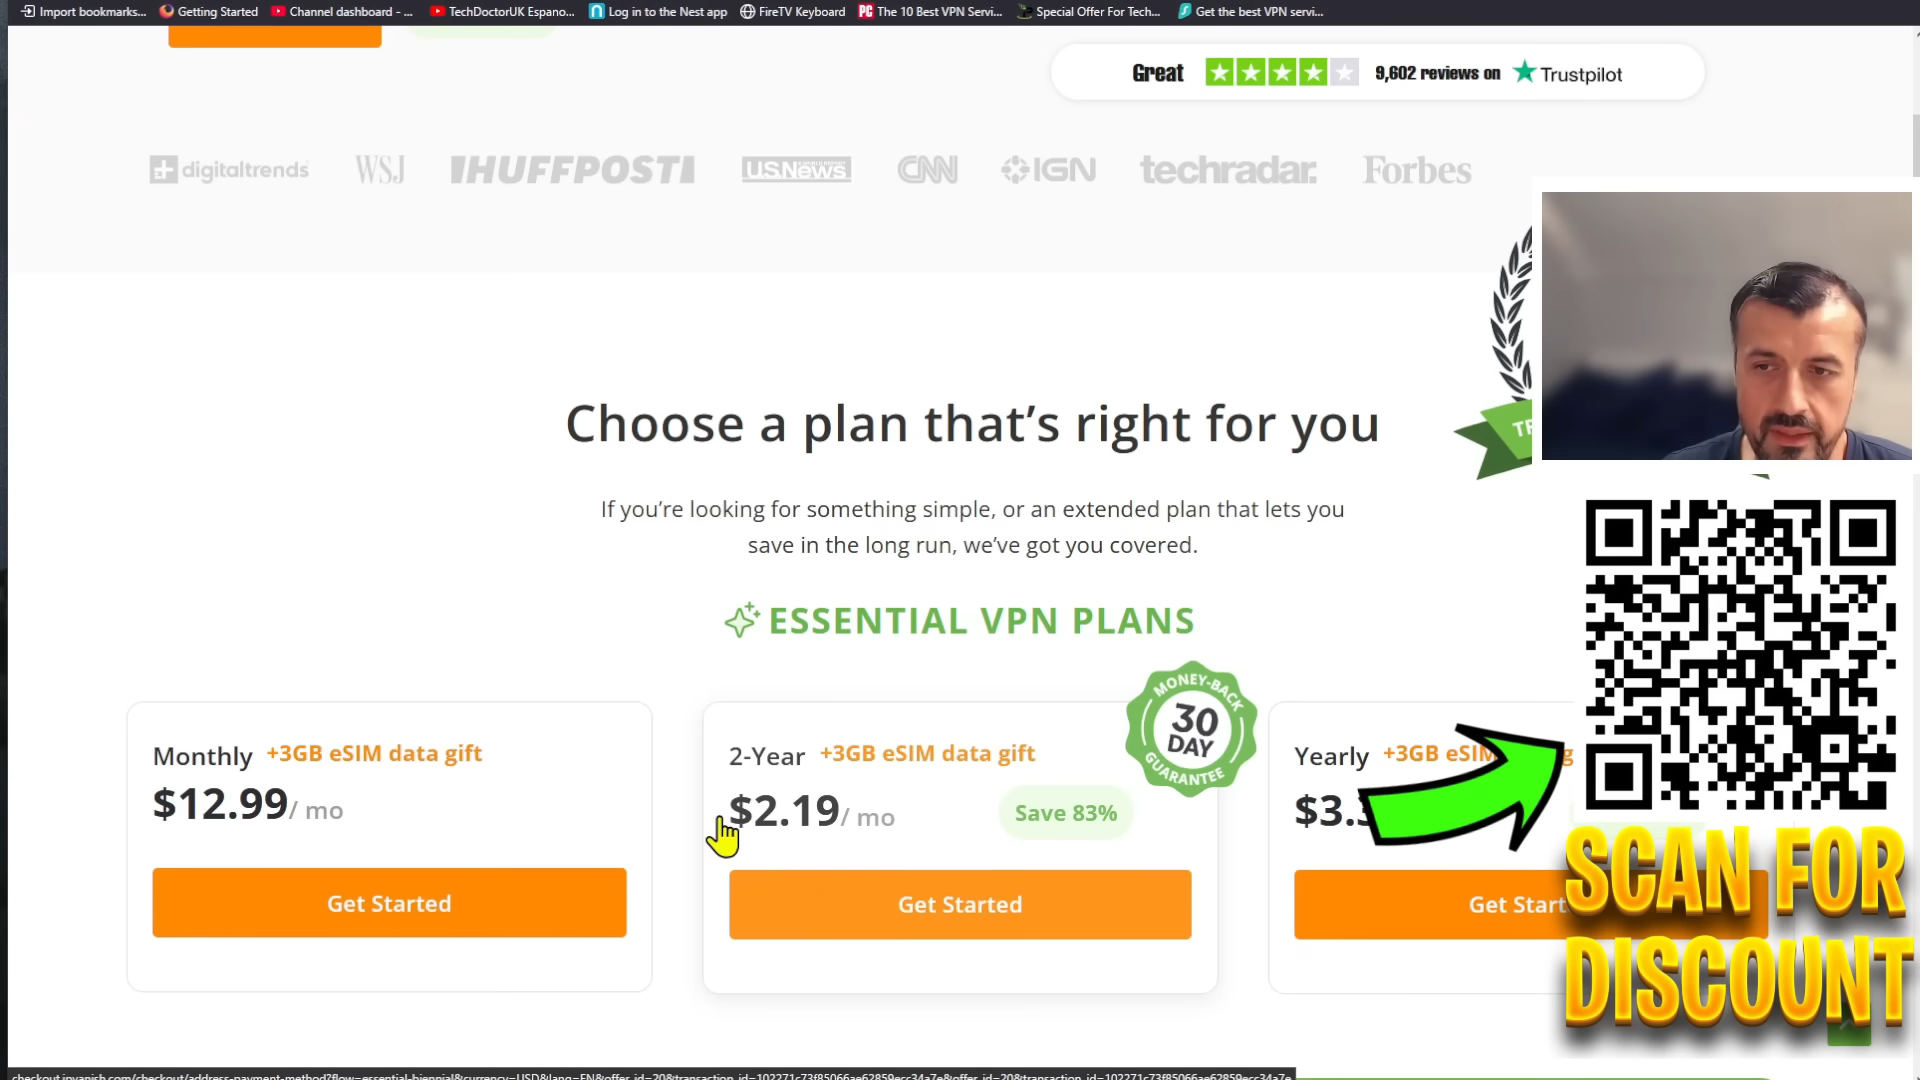 Import bookmarks...
Getting Started
Channel dashboard - ...
TechDoctorUK Espano...
Log in to the Nest app
FireTV Keyboard
PC The 10 Best VPN Servi...
Special Offer For Tech...
Get the best VPN servi...
Great
9,602 reviews on Trustpilot
digitaltrends
WSJ
HUFFPOST
U.S.News
CNN
IGN
techradar.
Forbes
Choose a plan that's right for you
If you're looking for something simple, or an extended plan that lets you
save in the long run, we've got you covered.
ESSENTIAL VPN PLANS
Monthly +3GB eSIM data gift
$12.99/ mo
Get Started
MONEY-BACK
30
DAY
GUARANTEE
2-Year +3GB eSIM data gift
$2.19/ mo
Save 83%
Get Started
Yearly +3GB eSIM
$3.3
Get Start
SCAN FOR
DISCOUNT